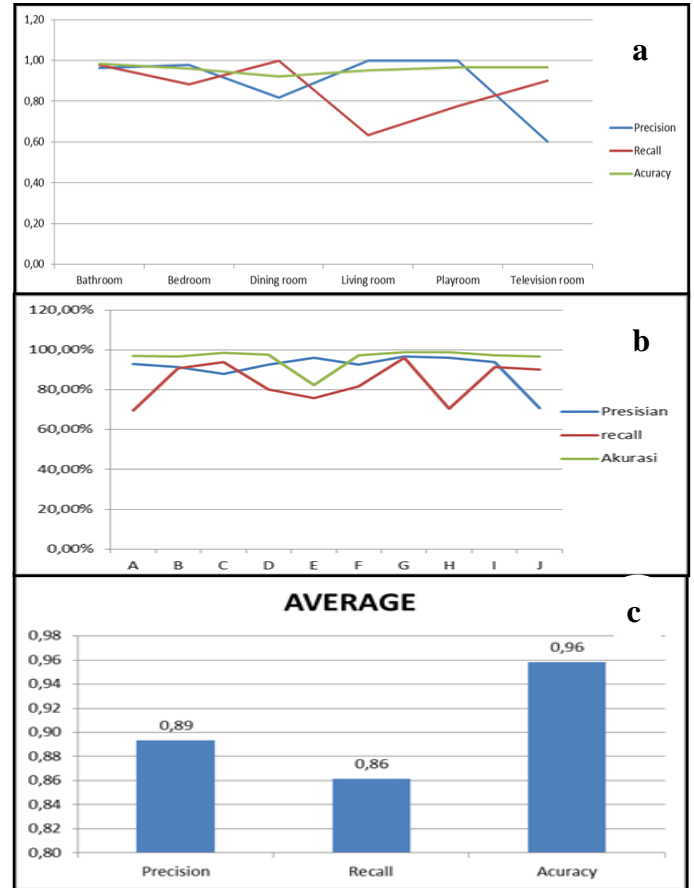 1,20
a
1,00
0,80
0,60
0,40
0,20
0,00
Precision
Recall
Acuracy
Bathroom Bedroom Dining room Living room Playroom Television room
120,00%
b
100,00%
80,00%
60,00%
40,00%
20,00%
0,00%
Presisian
recall
Akurasi
A B C D E F G H I J
AVERAGE
c
0,98
0,96
0,94
0,92
0,90
0,88
0,86
0,84
0,82
0,80
0,89
0,86
0,96
Precision Recall Acuracy